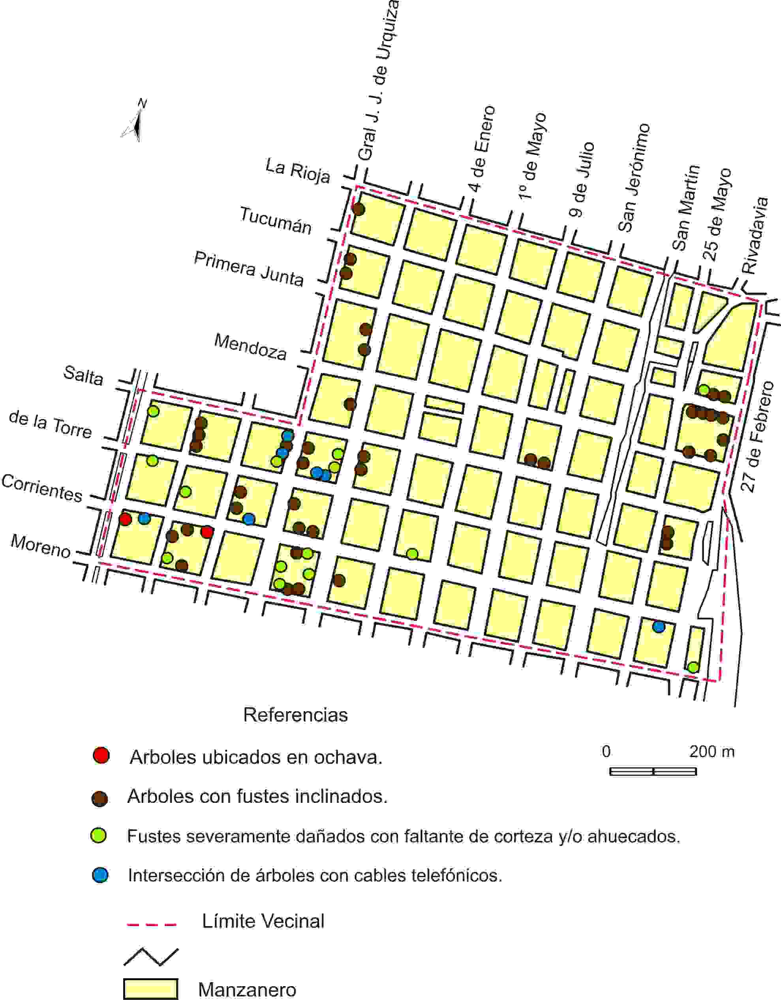 Gral J. J. de Urquiza
4 de Enero
1º de Mayo
9 de Julio
San Jerónimo
San Martín
25 de Mayo
Rivadavia
N
La Rioja
Tucumán
Primera Junta
Mendoza
Salta
de la Torre
Corrientes
Moreno
27 de Febrero
Referencias
Arboles ubicados en ochava.
0 200 m
Arboles con fustes inclinados.
Fustes severamente dañados con faltante de corteza y/o ahuecados.
Intersección de árboles con cables telefónicos.
Límite Vecinal
Manzanero